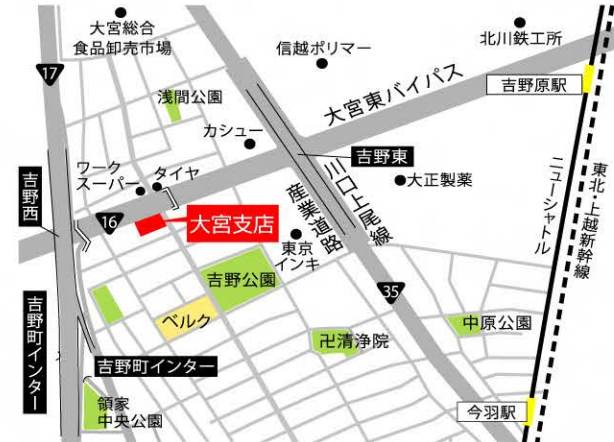 大宮総合
食品卸売市場
信越ポリマー
北川鉄工所
17
浅間公園
大宮東バイパス
吉野原駅
カシュー
吉野東
ワーク
スーパー
タイヤ
大正製薬
吉野西
16
大宮支店
産業道路
川口上尾線
ニューシャトル
東北・上越新幹線
東京
インキ
吉野公園
35
吉野町インター
ベルク
中原公園
卍清浄院
吉野町インター
領家
中央公園
今羽駅